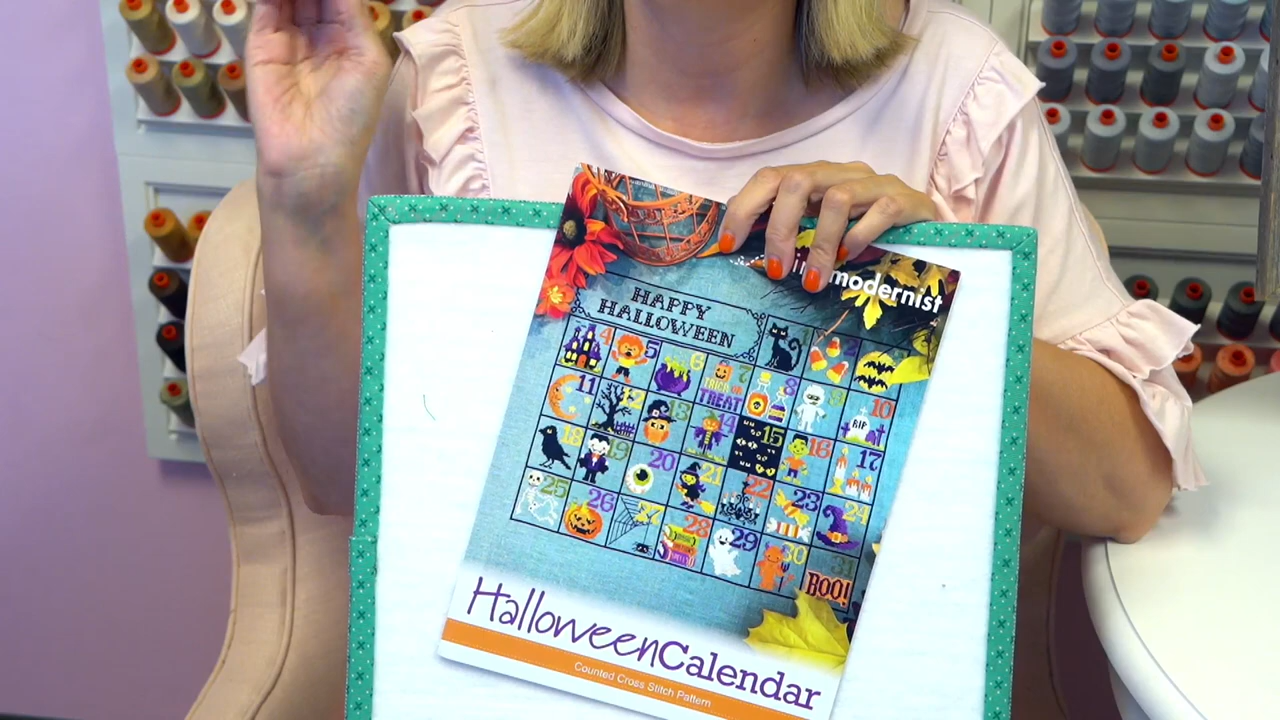 modernist
HAPPY
HALLOWEEN
2
4 5 6 7 8 9 10
TRICK OR
TREAT
RIP
11 12 13 14 15 16 17
18 19 20 21 22 23 24
25 26 27 28 29 30 31
BOO!
HalloweenCalendar
Counted Cross Stitch Pattern